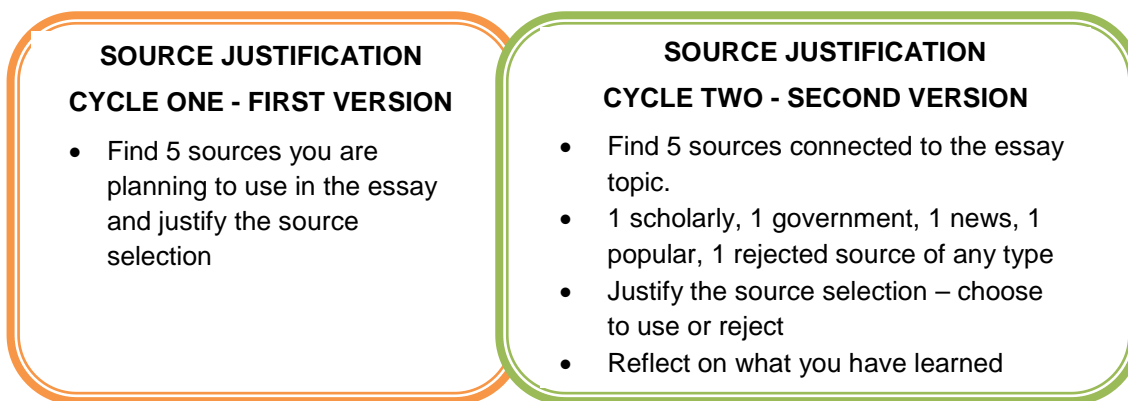 SOURCE JUSTIFICATION
CYCLE ONE - FIRST VERSION
• Find 5 sources you are
planning to use in the essay
and justify the source
selection
SOURCE JUSTIFICATION
CYCLE TWO - SECOND VERSION
• Find 5 sources connected to the essay
topic.
• 1 scholarly, 1 government, 1 news, 1
popular, 1 rejected source of any type
• Justify the source selection – choose
to use or reject
• Reflect on what you have learned